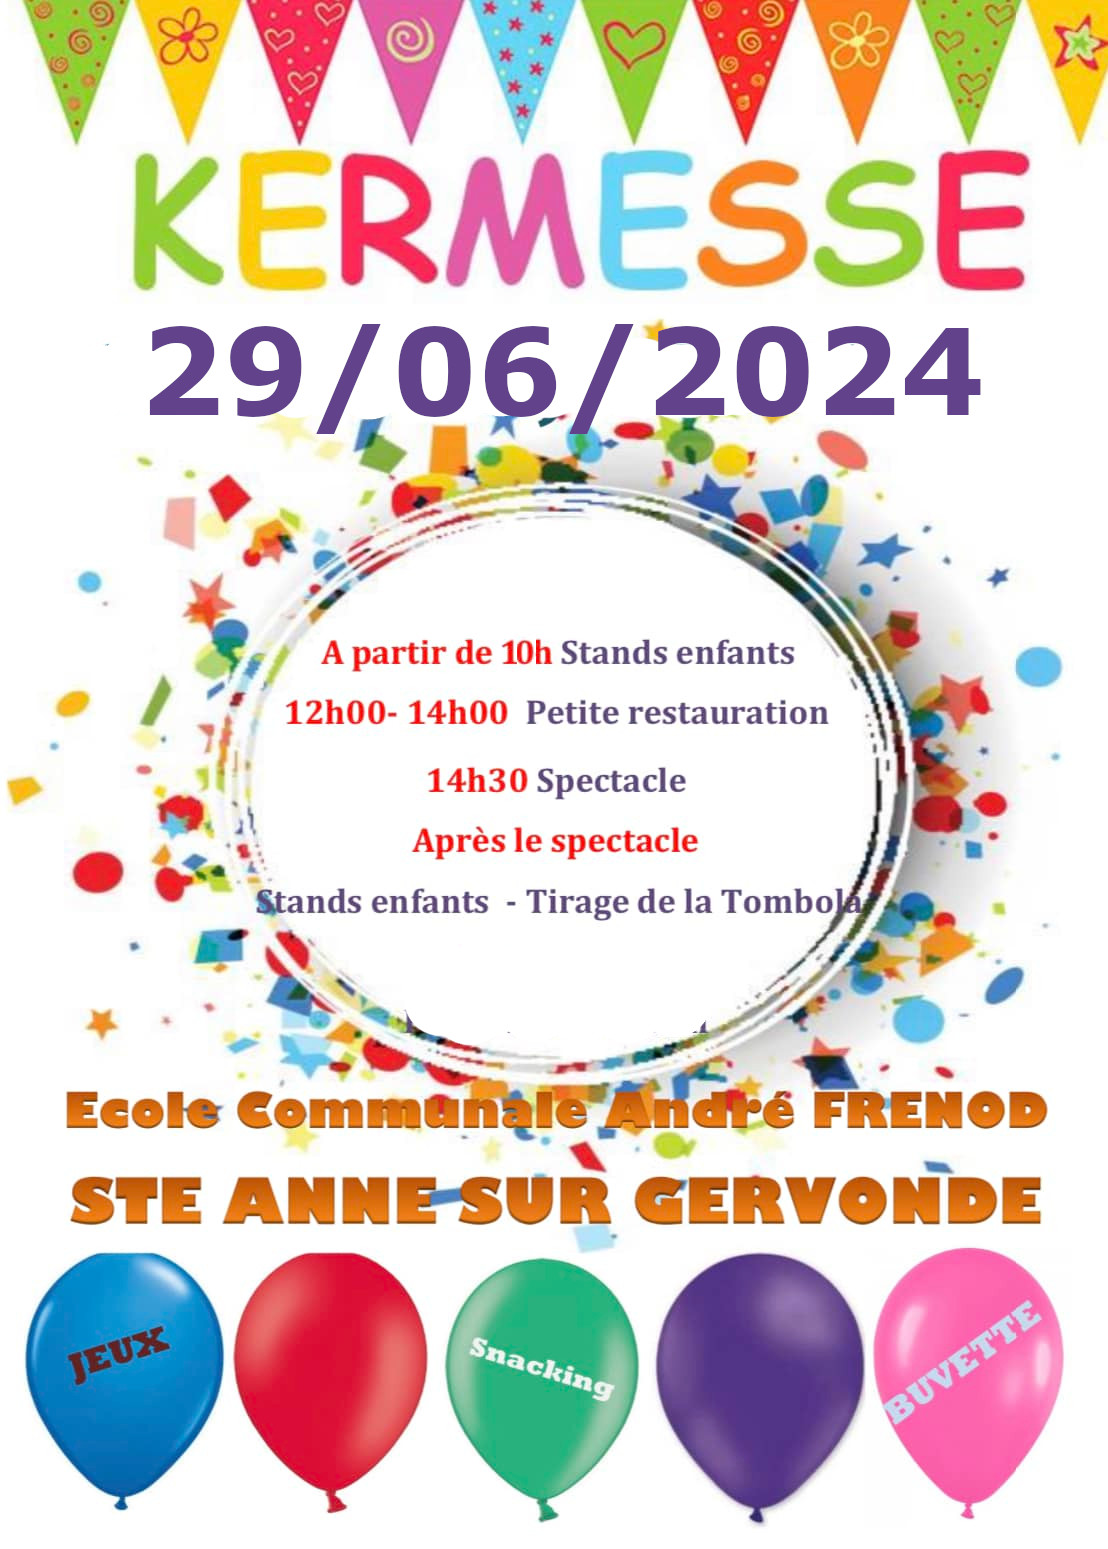 KERMESSE
29/06/2024
A partir de 10h Stands enfants
12h00- 14h00 Petite restauration
14h30 Spectacle
Après le spectacle
Stands enfants - Tirage de la Tombola
Ecole Communale André FRENOD
STE ANNE SUR GERVONDE
JEUX
Snacking
BUVETTE